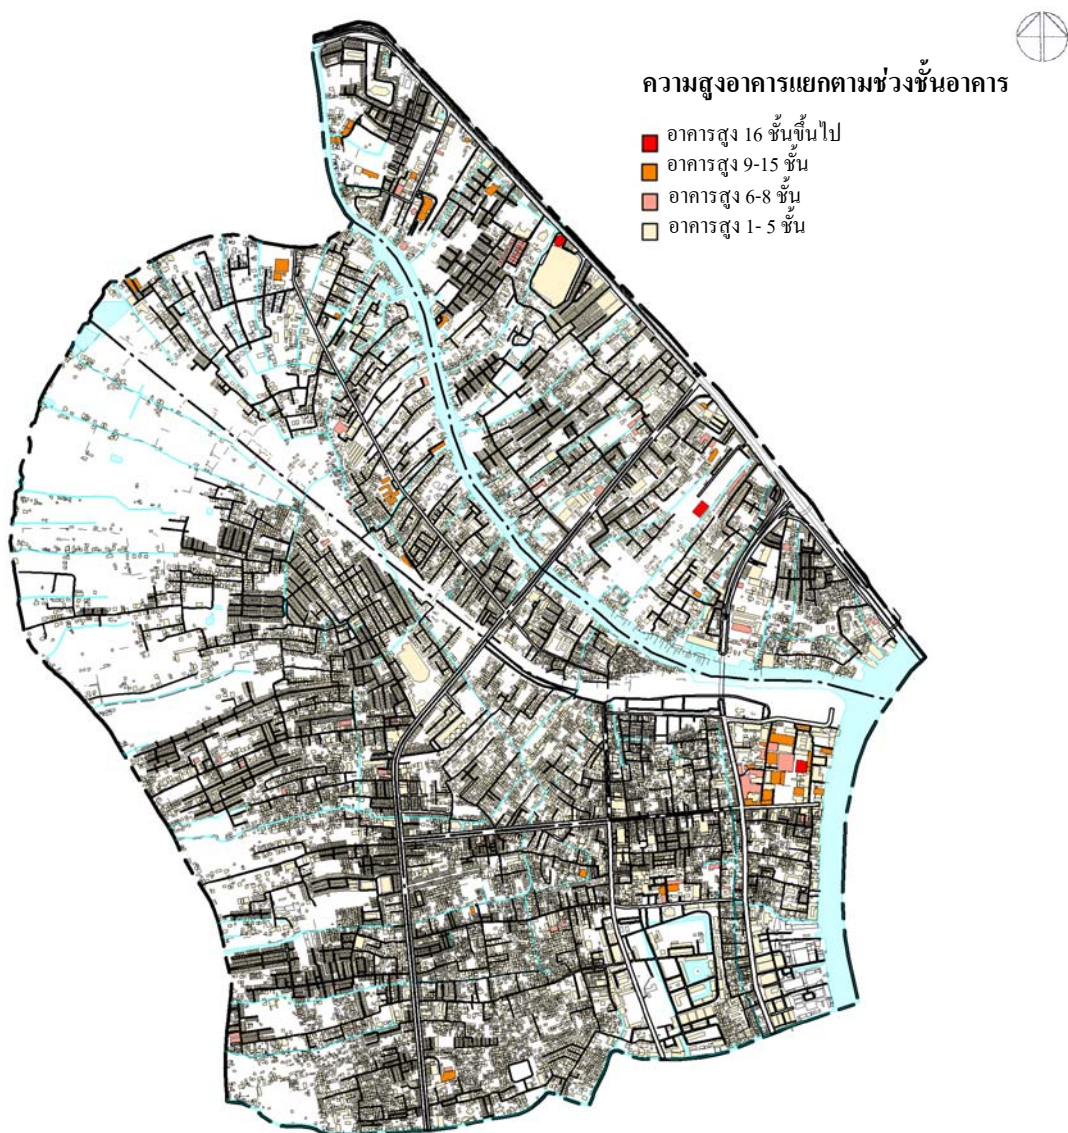 ความสูงอาคารแยกตามช่วงชั้นอาคาร
อาคารสูง 16 ชั้นขึ้นไป
อาคารสูง 9-15 ชั้น
อาคารสูง 6-8 ชั้น
อาคารสูง 1- 5 ชั้น